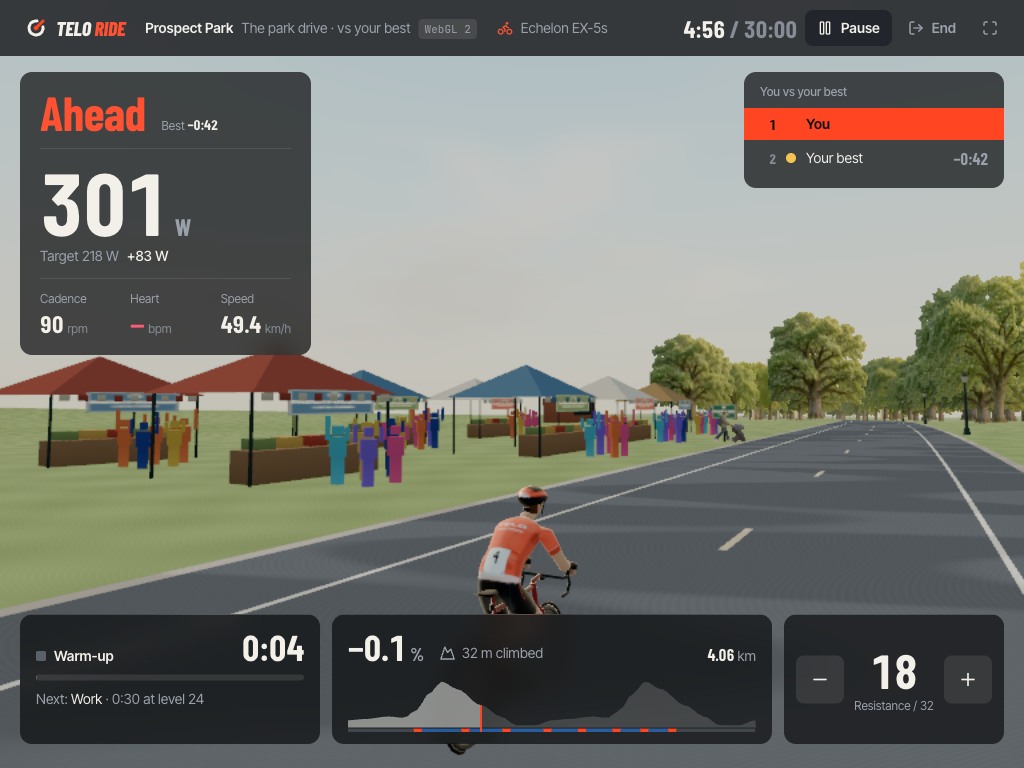 TELO RIDE Prospect Park The park drive · vs your best WebGL 2 Echelon EX-5s 4:56 / 30:00 Pause End
Ahead Best −0:42
301 W
Target 218 W +83 W
Cadence Heart Speed
90 rpm – bpm 49.4 km/h
You vs your best
1 You
2 Your best −0:42
Warm-up 0:04
Next: Work · 0:30 at level 24
−0.1 % 32 m climbed 4.06 km
− 18 +
Resistance / 32